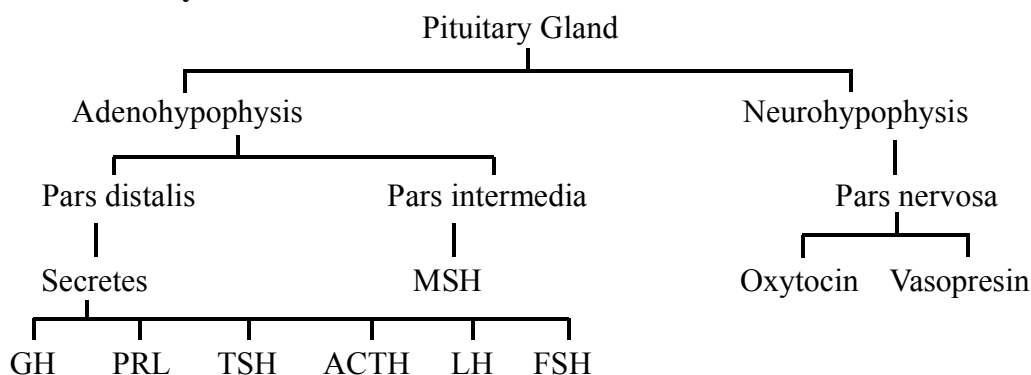 Pituitary Gland
Adenohypophysis Neurohypophysis
Pars distalis Pars intermedia Pars nervosa
Secretes MSH Oxytocin Vasopresin
GH PRL TSH ACTH LH FSH